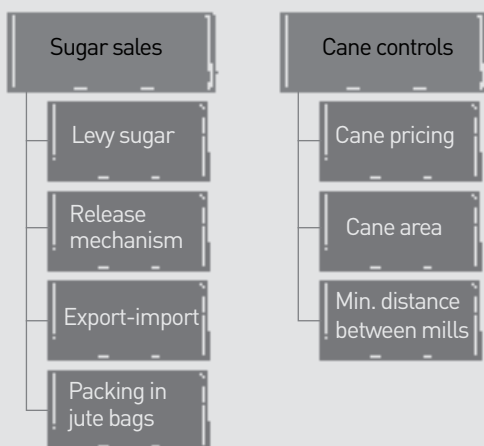 Sugar sales
Levy sugar
Release
mechanism
Export-import
Packing in
jute bags
Cane controls
Cane pricing
Cane area
Min. distance
between mills